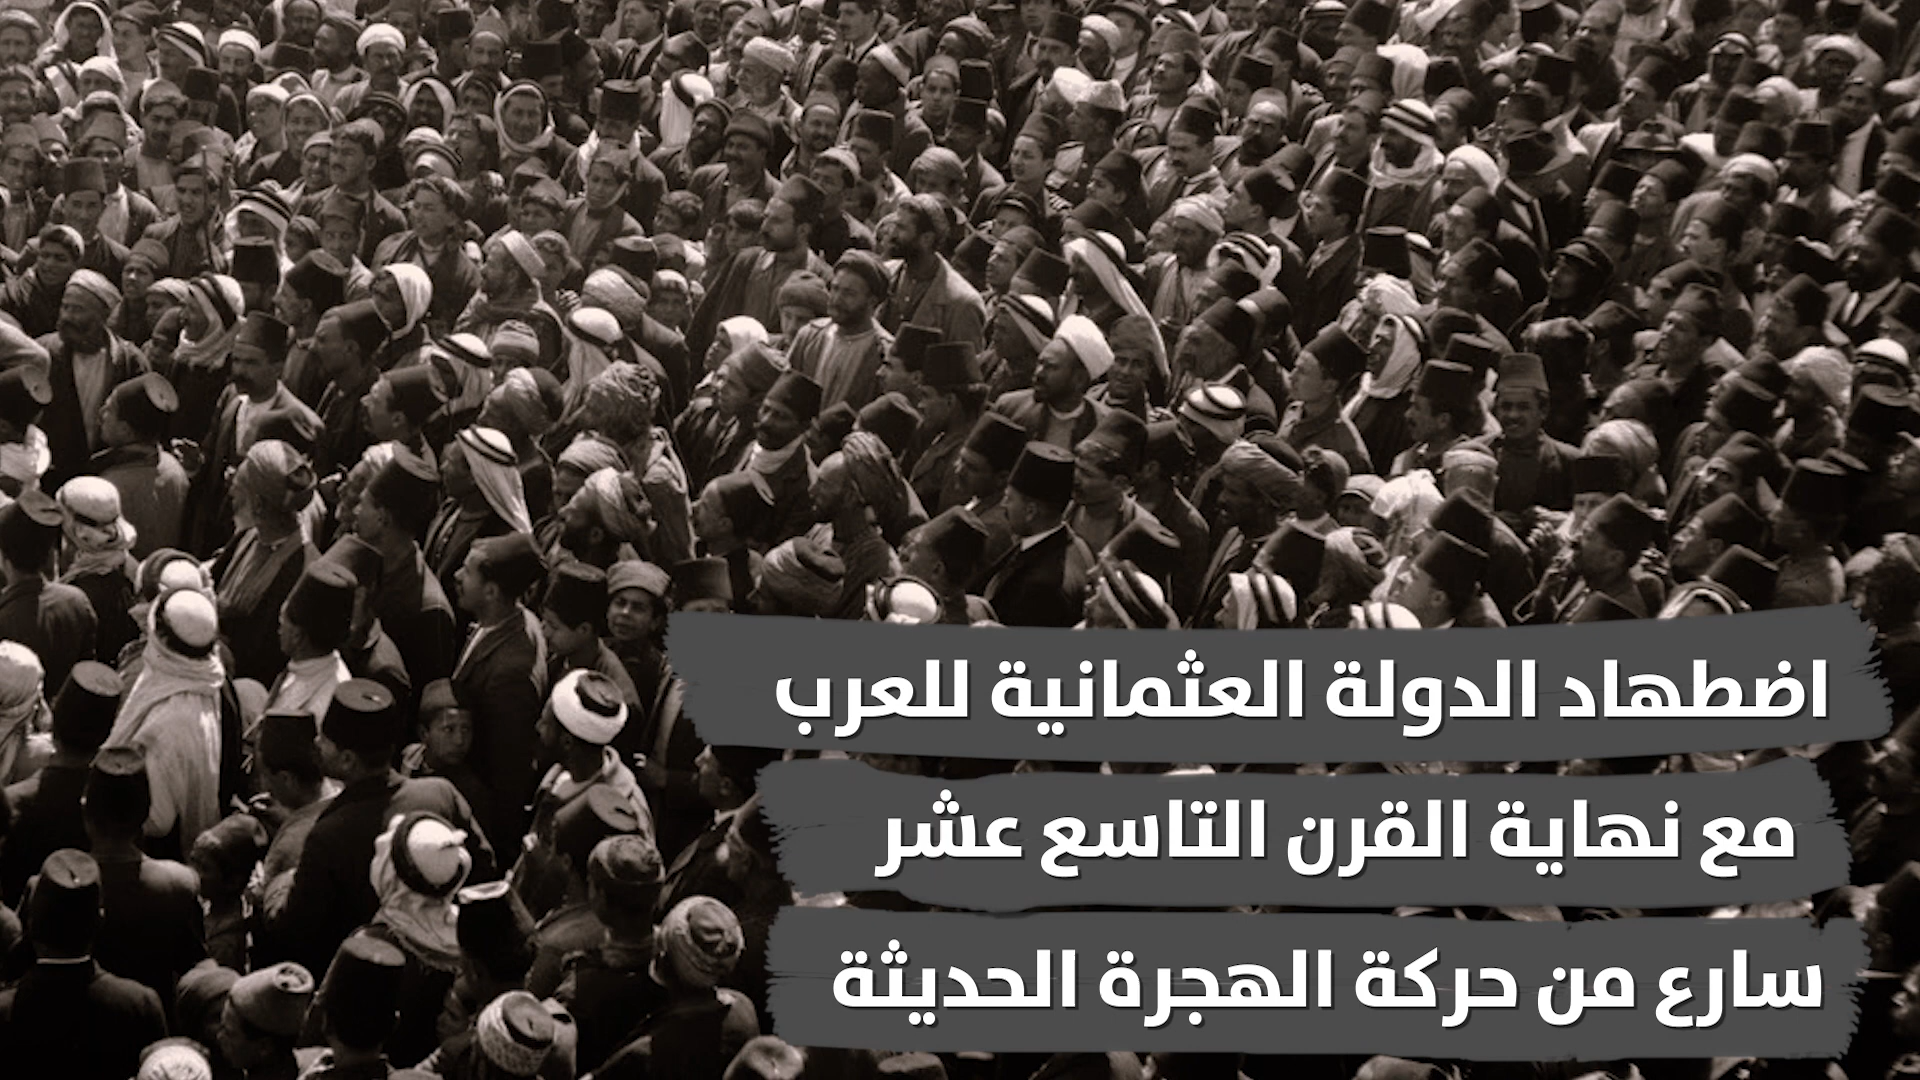 اضطهاد الدولة العثمانية للعرب
مع نهاية القرن التاسع عشر
سارع من حركة الهجرة الحديثة